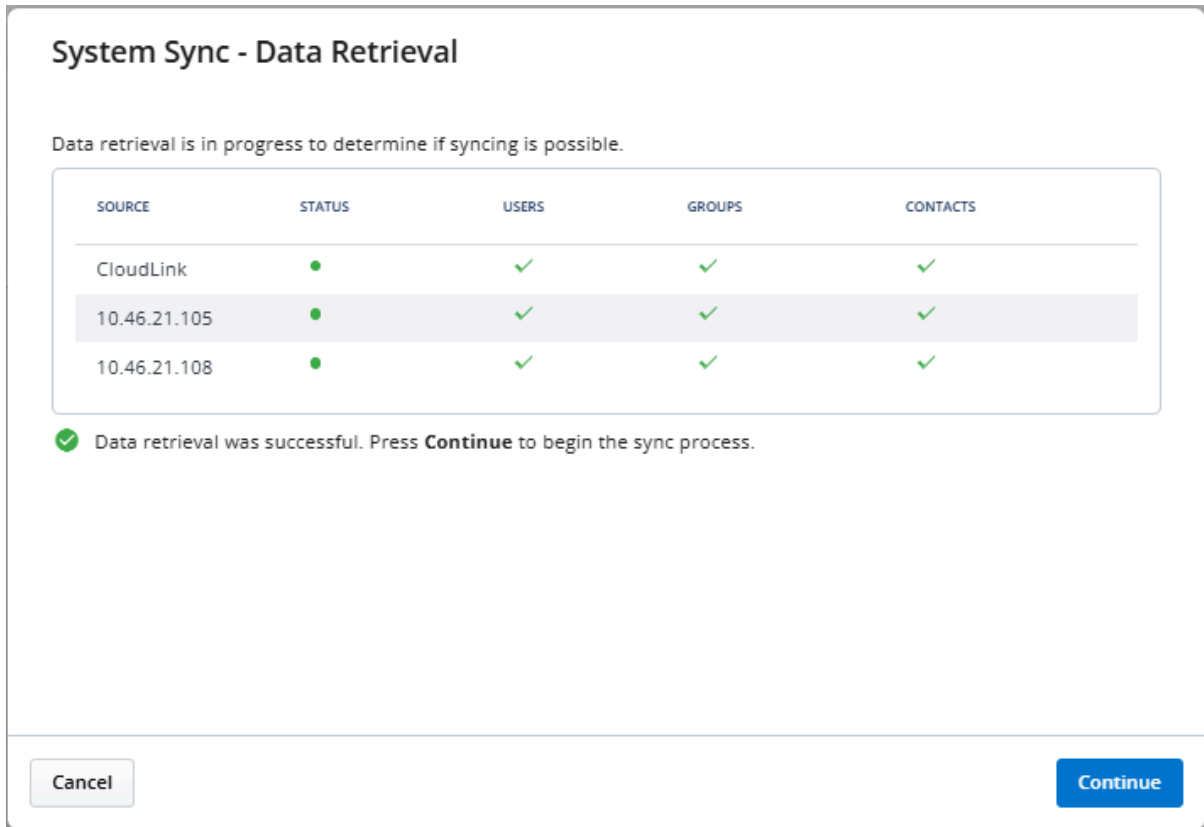 System Sync - Data Retrieval
Data retrieval is in progress to determine if syncing is possible.
SOURCE STATUS USERS GROUPS CONTACTS
CloudLink
10.46.21.105
10.46.21.108
Data retrieval was successful. Press Continue to begin the sync process.
Cancel Continue